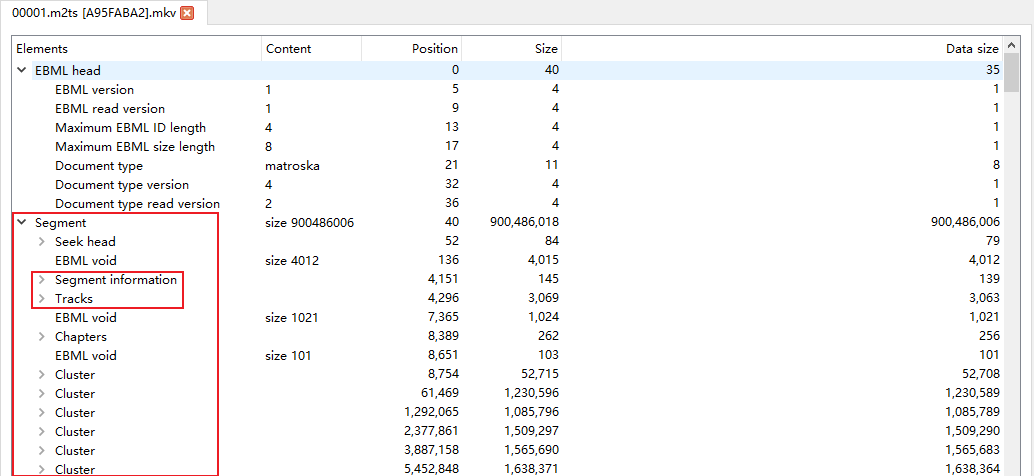 00001.m2ts [A95FABA2].mkv
Elements Content Position Size Data size
EBML head 0 40 35
EBML version 1 5 4 1
EBML read version 1 9 4 1
Maximum EBML ID length 4 13 4 1
Maximum EBML size length 8 17 4 1
Document type matroska 21 11 8
Document type version 4 32 4 1
Document type read version 2 36 4 1
Segment size 900486006 40 900,486,018 900,486,006
Seek head 52 84 79
EBML void size 4012 136 4,015 4,012
Segment information 4,151 145 139
Tracks 4,296 3,069 3,063
EBML void size 1021 7,365 1,024 1,021
Chapters 8,389 262 256
EBML void size 101 8,651 103 101
Cluster 8,754 52,715 52,708
Cluster 61,469 1,230,596 1,230,589
Cluster 1,292,065 1,085,796 1,085,789
Cluster 2,377,861 1,509,297 1,509,290
Cluster 3,887,158 1,565,690 1,565,683
Cluster 5,452,848 1,638,371 1,638,364